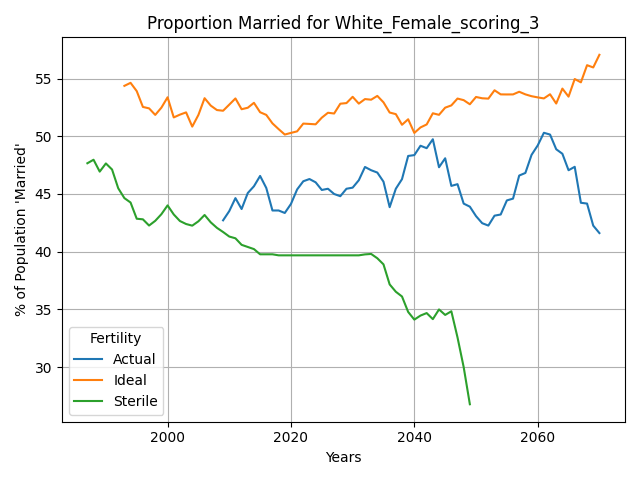 Proportion Married for White_Female_scoring_3
% of Population 'Married'
55
50
45
40
35
30
Fertility
Actual
Ideal
Sterile
2000 2020 2040 2060
Years